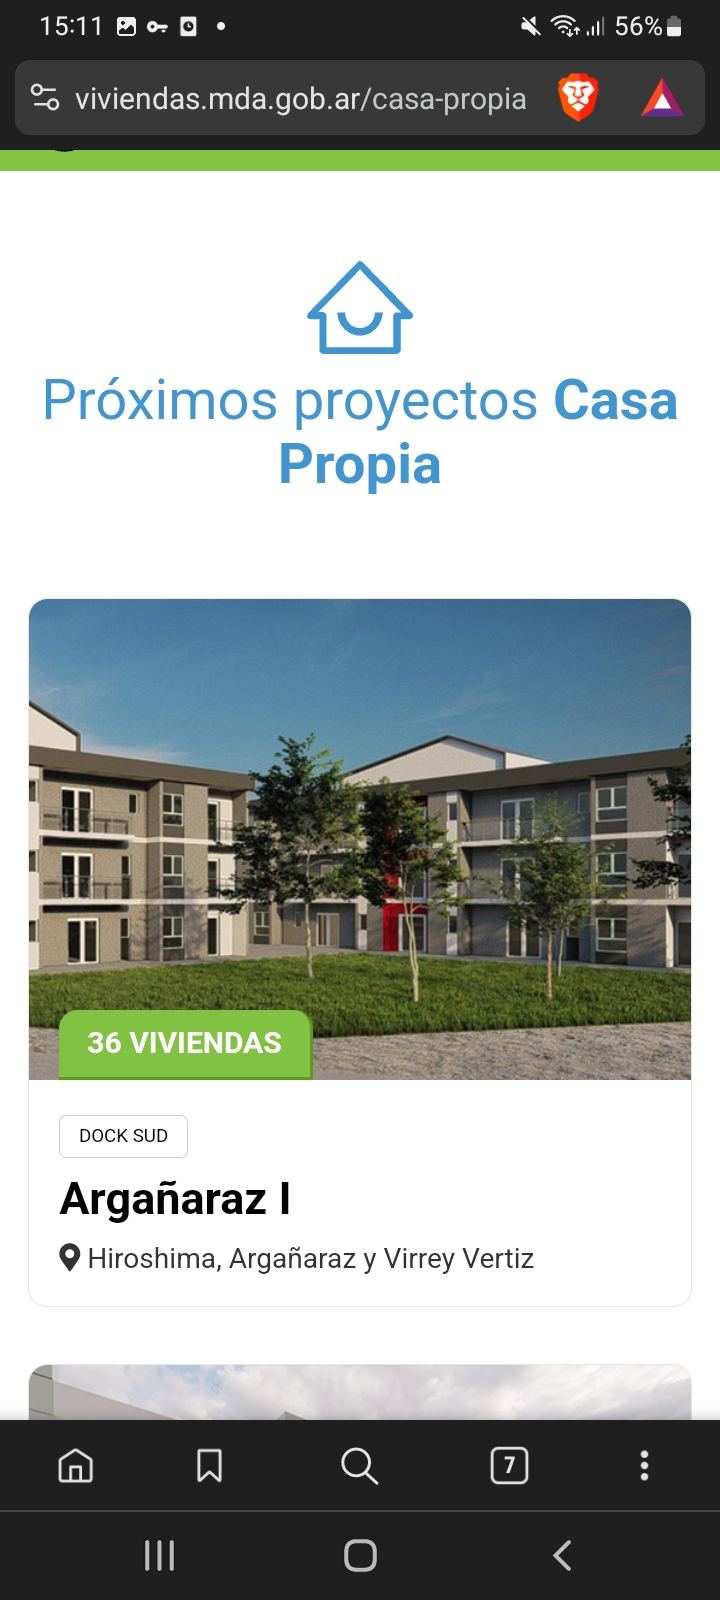 15:11
56%
viviendas.mda.gob.ar/casa-propia
Próximos proyectos Casa
Propia
36 VIVIENDAS
DOCK SUD
Argañaraz I
Hiroshima, Argañaraz y Virrey Vertiz
7